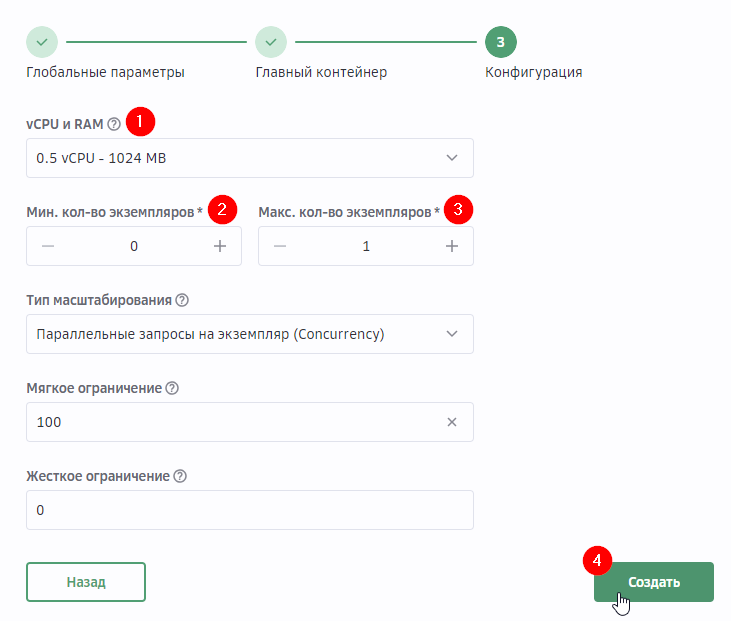 3
Глобальные параметры
Главный контейнер
Конфигурация
vCPU и RAM ? 1
0.5 vCPU - 1024 MB
Мин. кол-во экземпляров * 2
Макс. кол-во экземпляров * 3
0
1
Тип масштабирования ?
Параллельные запросы на экземпляр (Concurrency)
Мягкое ограничение ?
100
Жесткое ограничение ?
0
Назад
4
Создать